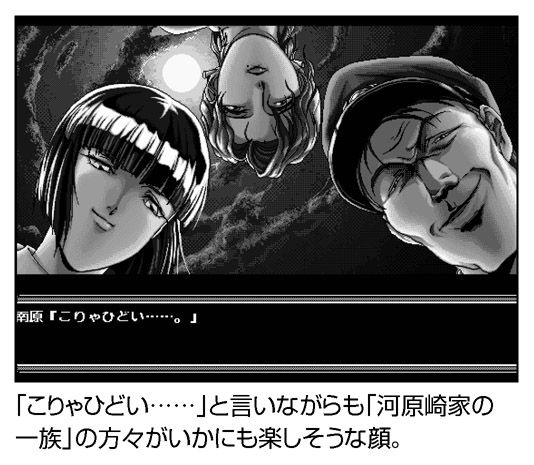 南原『こりゃひどい……。』
「こりゃひどい……」と言いながらも「河原崎家の
一族」の方々がいかにも楽しそうな顔。